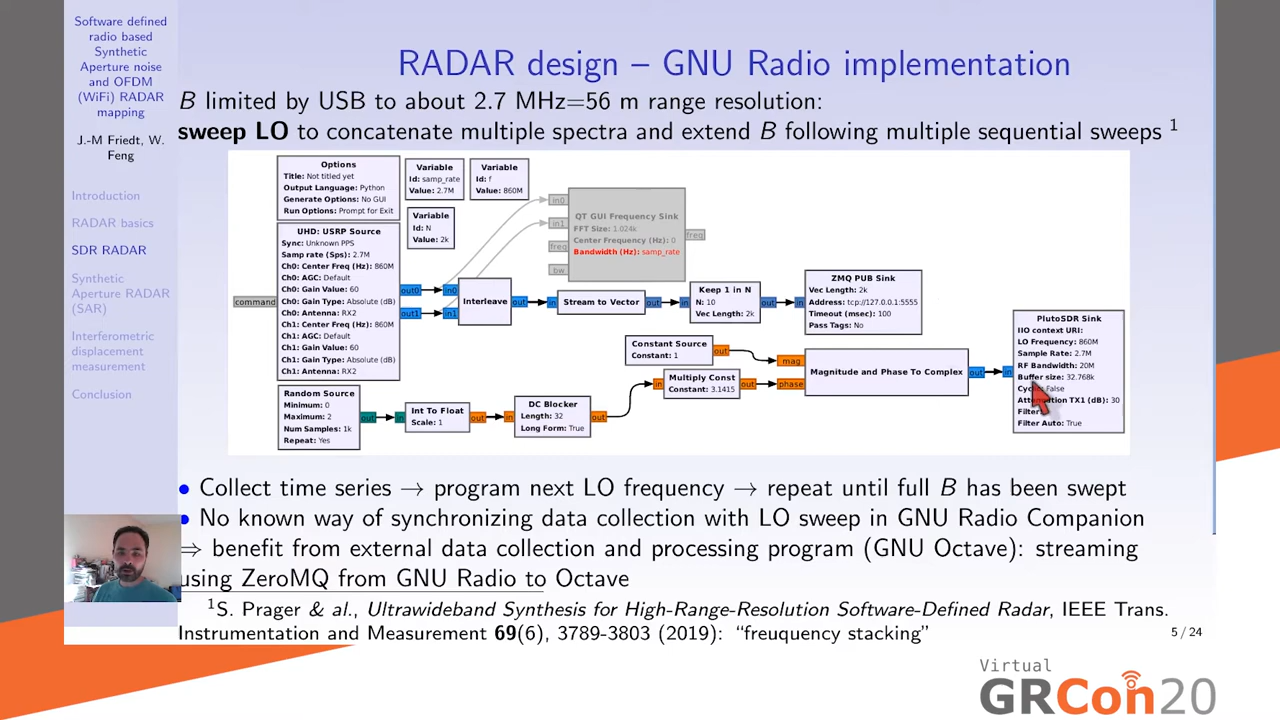 Software defined
radio based
Synthetic
Aperture noise
and OFDM
(WiFi) RADAR
mapping
J.-M Friedt, W.
Feng
Introduction
RADAR basics
SDR RADAR
Synthetic
Aperture RADAR
(SAR)
Interferometric
displacement
measurement
Conclusion
RADAR design – GNU Radio implementation
B limited by USB to about 2.7 MHz=56 m range resolution:
sweep LO to concatenate multiple spectra and extend B following multiple sequential sweeps 1
Options
Title: Not titled yet
Output Language: Python
Generate Options: No GUI
Run Options: Prompt for Exit
Variable
Id: samp_rate
Value: 2.7M
Variable
Id: f
Value: 860M
Variable
Id: N
Value: 2k
UHD: USRP Source
Sync: Unknown PPS
Samp rate (Sps): 2.7M
Ch0: Center Freq (Hz): 860M
Ch0: AGC: Default
Ch0: Gain Value: 60
Ch0: Gain Type: Absolute (dB)
Ch0: Antenna: RX2
Ch1: Center Freq (Hz): 860M
Ch1: AGC: Default
Ch1: Gain Value: 60
Ch1: Gain Type: Absolute (dB)
Ch1: Antenna: RX2
command
out0
out1
in0
in1
Interleave
out
in0
in1
freq
bw
QT GUI Frequency Sink
FFT Size: 1.024k
Center Frequency (Hz): 0
Bandwidth (Hz): samp_rate
freq
in
Stream to Vector
out
in
Keep 1 in N
N: 10
Vec Length: 2k
out
in
ZMQ PUB Sink
Vec Length: 2k
Address: tcp://127.0.0.1:5555
Timeout (msec): 100
Pass Tags: No
Random Source
Minimum: 0
Maximum: 2
Num Samples: 1k
Repeat: Yes
out
in
Int To Float
Scale: 1
out
in
DC Blocker
Length: 32
Long Form: True
out
Constant Source
Constant: 1
out
in
Multiply Const
Constant: 3.1415
out
mag
phase
Magnitude and Phase To Complex
out
in
PlutoSDR Sink
IIO context URI:
LO Frequency: 860M
Sample Rate: 2.7M
RF Bandwidth: 20M
Buffer size: 32.768k
False
TX1 (dB): 30
Filter Auto: True
• Collect time series → program next LO frequency → repeat until full B has been swept
• No known way of synchronizing data collection with LO sweep in GNU Radio Companion
⇒ benefit from external data collection and processing program (GNU Octave): streaming
using ZeroMQ from GNU Radio to Octave
1S. Prager & al., Ultrawideband Synthesis for High-Range-Resolution Software-Defined Radar, IEEE Trans.
Instrumentation and Measurement 69(6), 3789-3803 (2019): “freuquency stacking”
5 / 24
Virtual
GRCon20